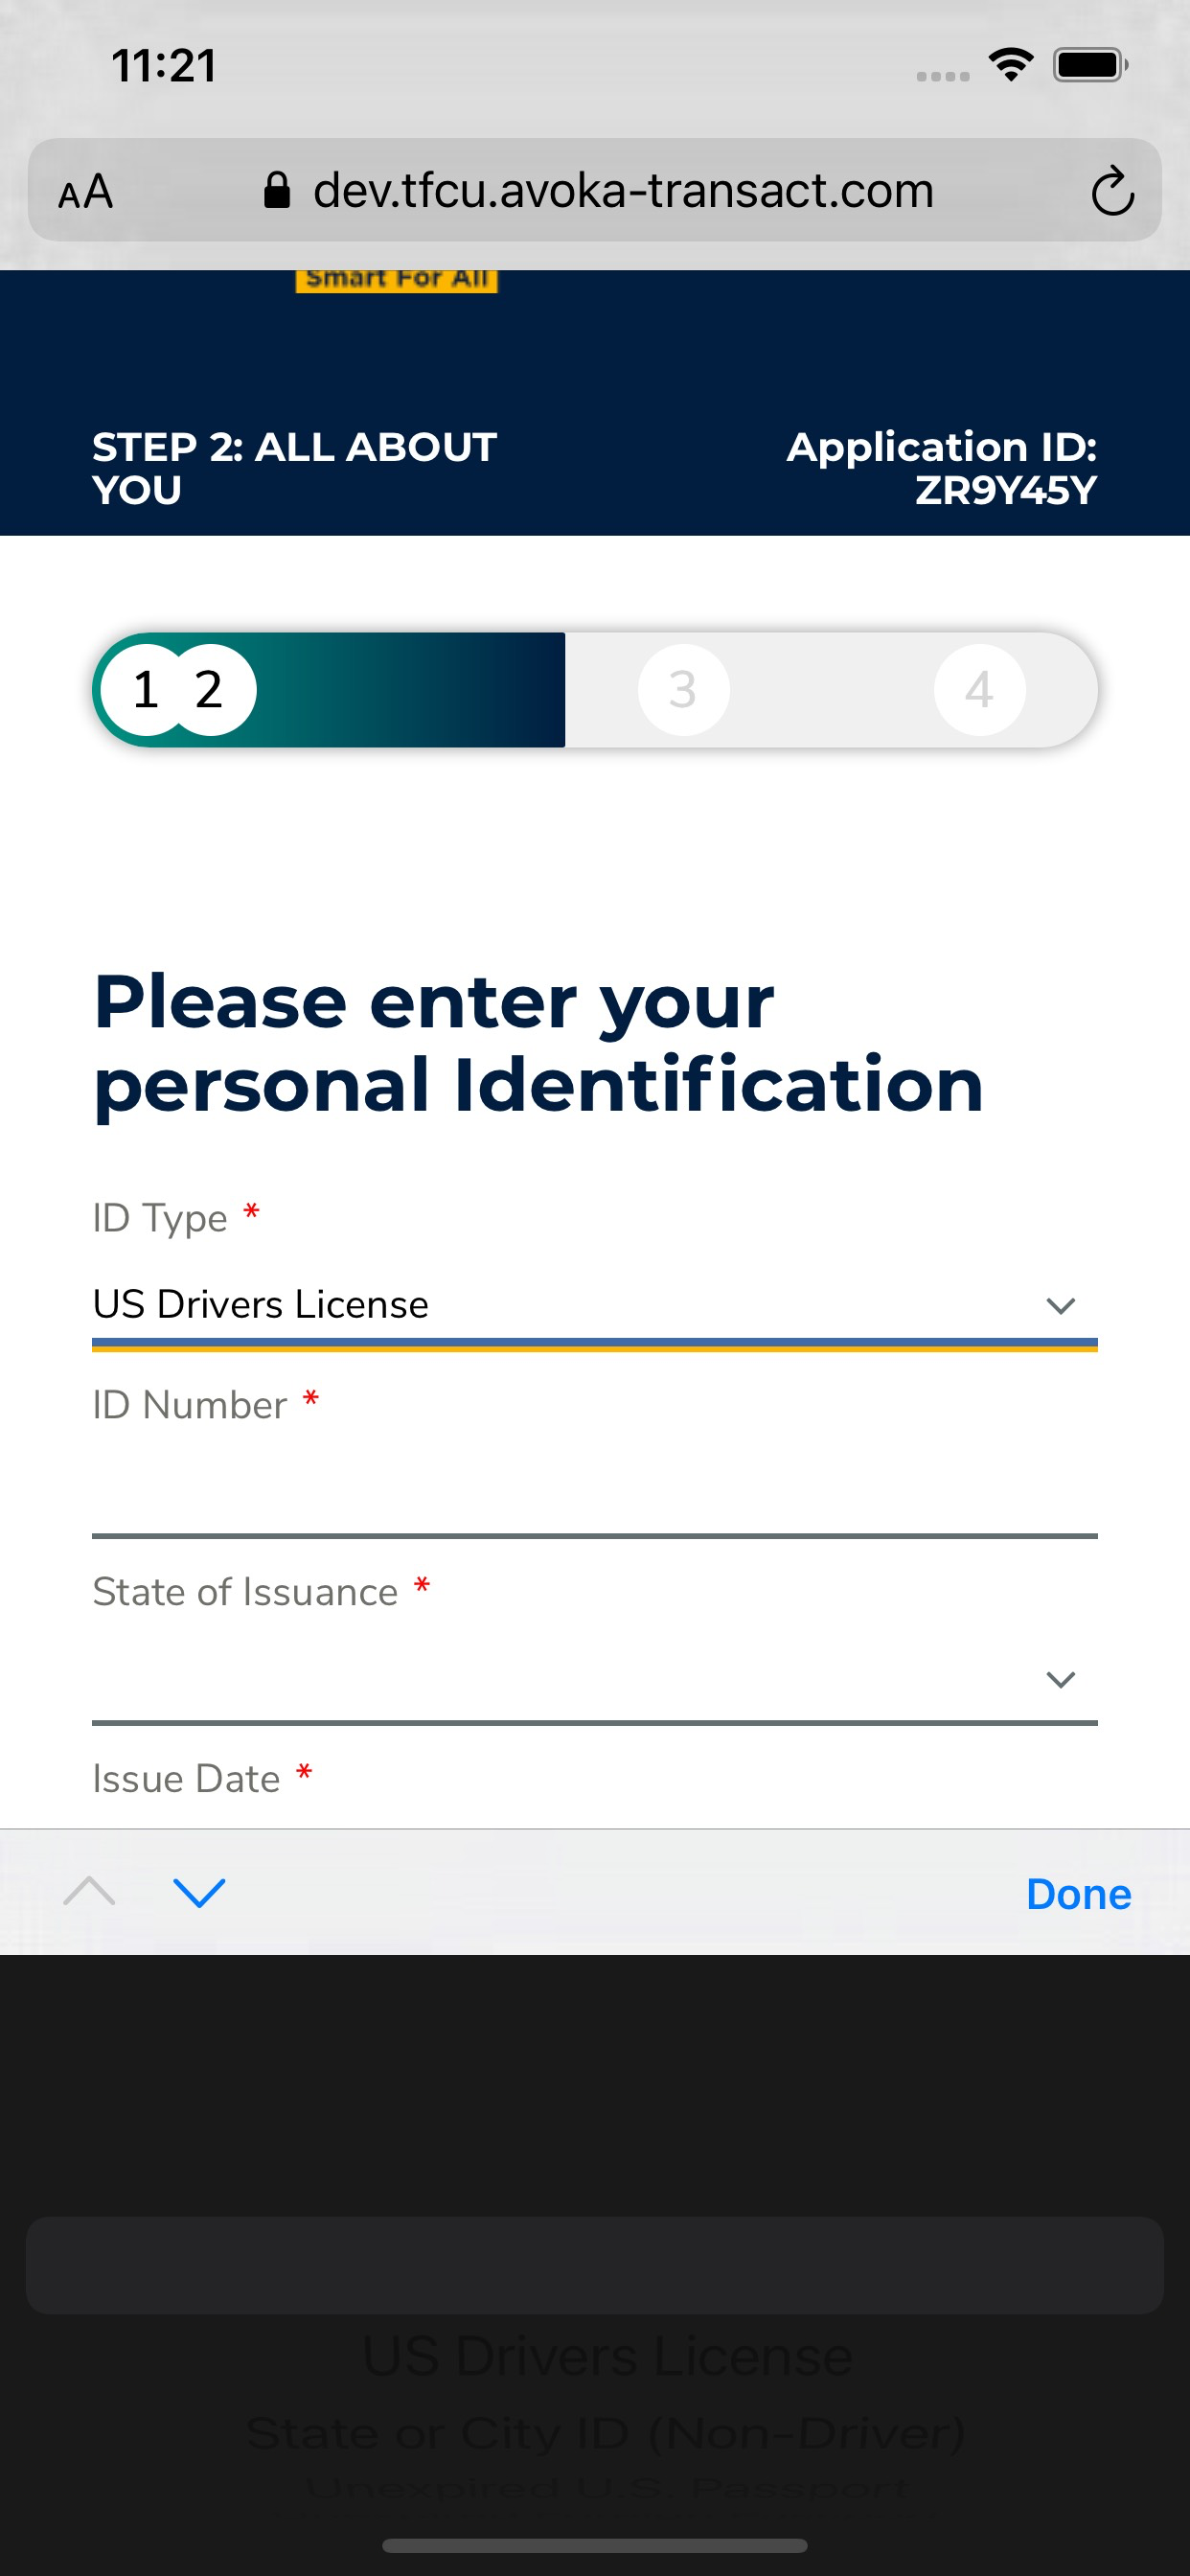 11:21
AA dev.tfcu.avoka-transact.com
Smart For All
STEP 2: ALL ABOUT YOU
Application ID: ZR9Y45Y
1 2 3 4
Please enter your
personal Identification
ID Type *
US Drivers License
ID Number *
State of Issuance *
Issue Date *
Done
US Drivers License
State or City ID (Non-Driver)
Unexpired U.S. Passport